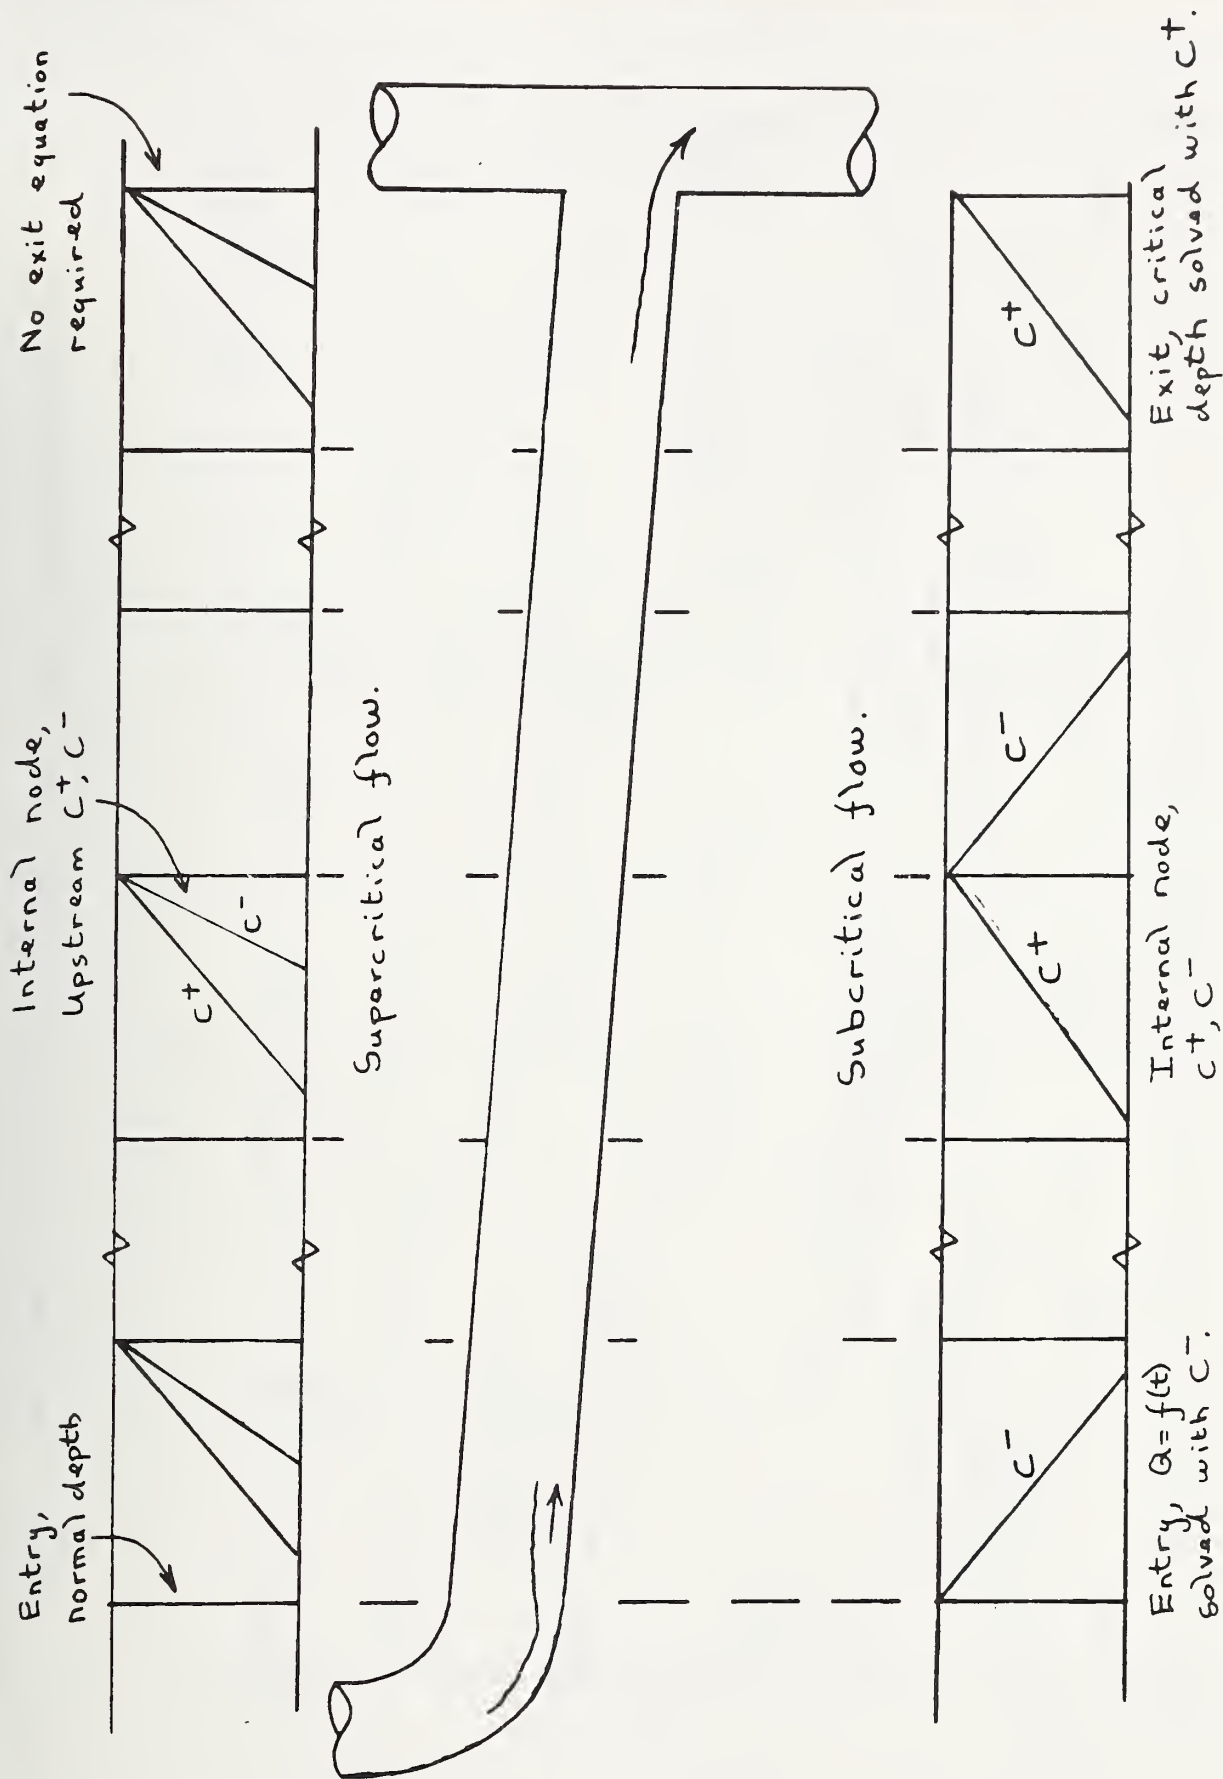 Entry,
normal depth
Internal node,
Upstream C+, C-
No exit equation
required
C+
C-
Supercritical flow.
Subcritical flow.
C-
C+
C-
C+
Entry, Q=f(t)
solved with C-.
Internal node,
C+, C-
Exit, critical
depth solved with C+.